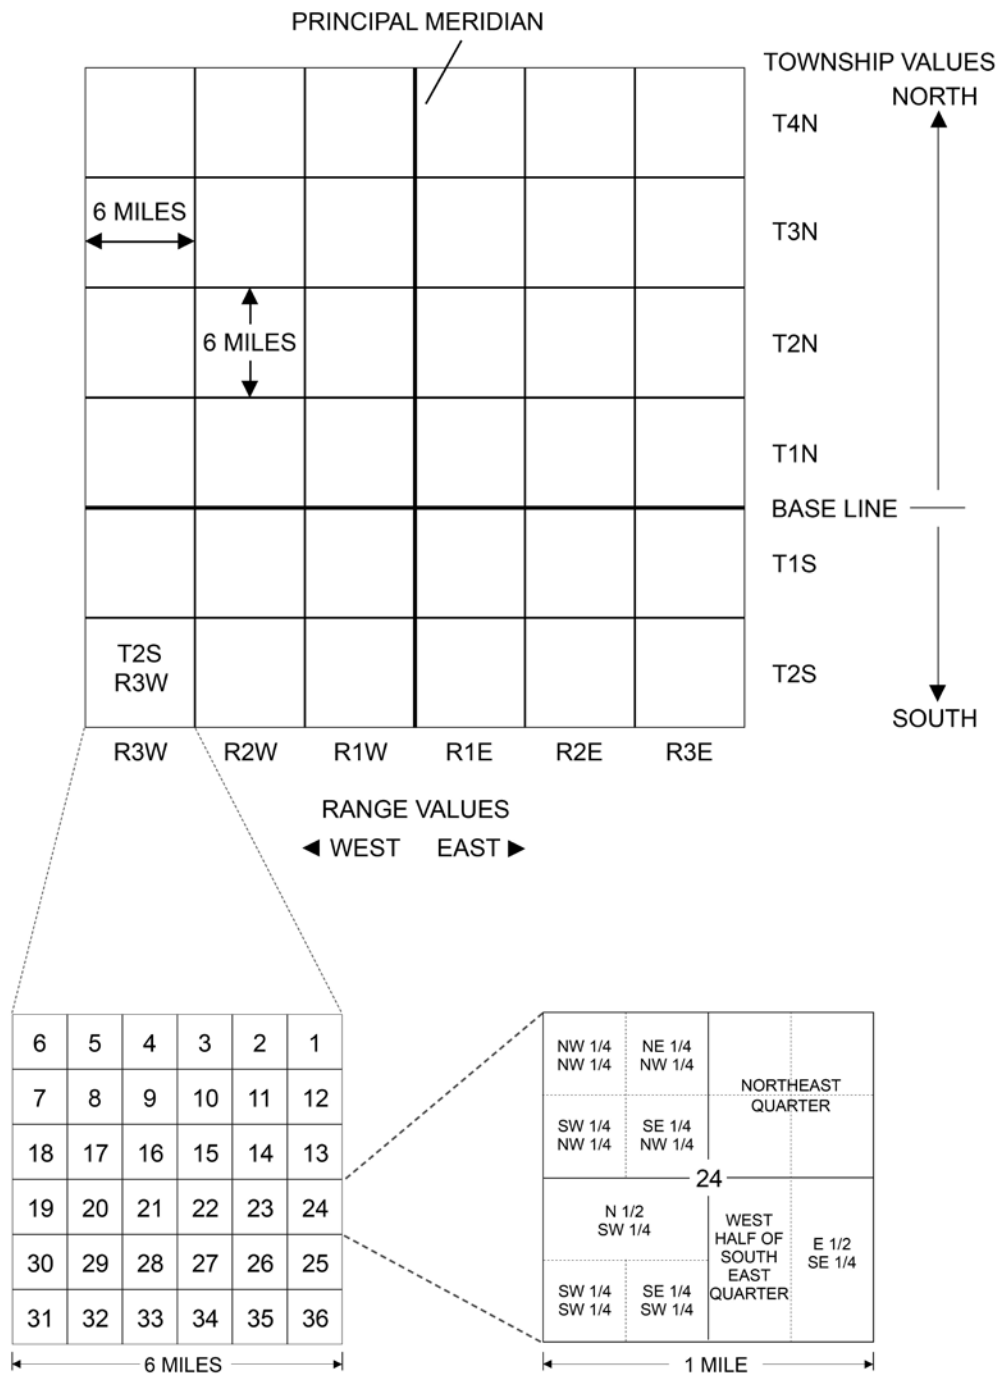 PRINCIPAL MERIDIAN
TOWNSHIP VALUES
NORTH
T4N
6 MILES
T3N
6 MILES
T2N
T1N
BASE LINE
T1S
T2S
R3W
T2S
SOUTH
R3W R2W R1W R1E R2E R3E
RANGE VALUES
WEST EAST
6 5 4 3 2 1
7 8 9 10 11 12
18 17 16 15 14 13
19 20 21 22 23 24
30 29 28 27 26 25
31 32 33 34 35 36
6 MILES
NW 1/4
NW 1/4
NE 1/4
NW 1/4
NORTHEAST
QUARTER
SW 1/4
NW 1/4
SE 1/4
NW 1/4
24
N 1/2
SW 1/4
WEST
HALF OF
SOUTH
EAST
QUARTER
E 1/2
SE 1/4
SW 1/4
SW 1/4
SE 1/4
SW 1/4
1 MILE